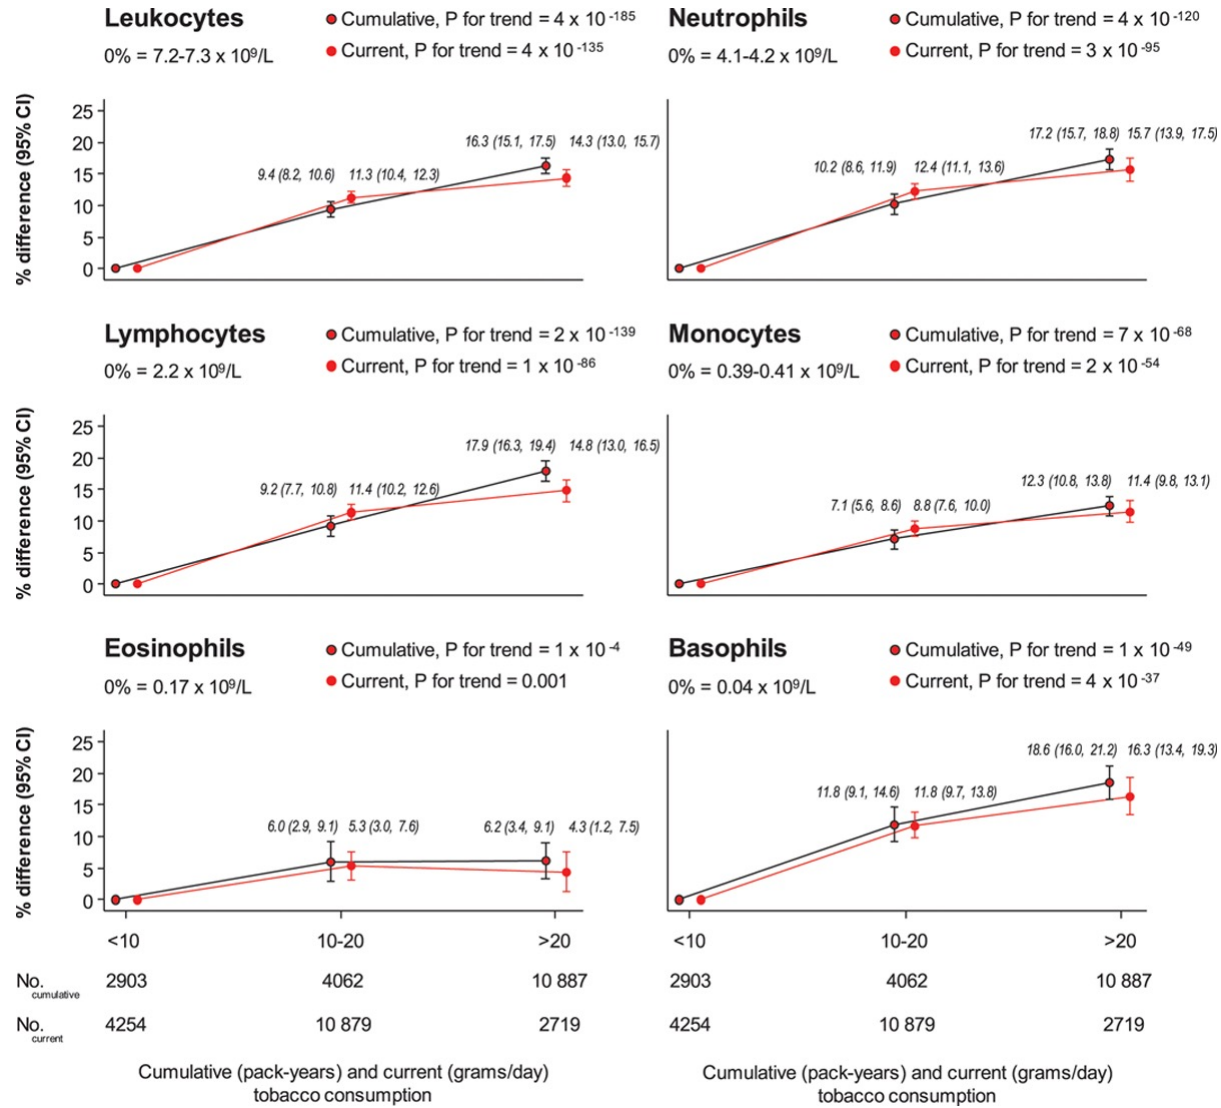 Leukocytes
0% = 7.2-7.3 x 10⁹/L
Cumulative, P for trend = 4 x 10⁻¹⁸⁵
Current, P for trend = 4 x 10⁻¹³⁵
Neutrophils
0% = 4.1-4.2 x 10⁹/L
Cumulative, P for trend = 4 x 10⁻¹²⁰
Current, P for trend = 3 x 10⁻⁹⁵
% difference (95% CI)
25
20
15
10
5
0
9.4 (8.2, 10.6) 11.3 (10.4, 12.3)
16.3 (15.1, 17.5) 14.3 (13.0, 15.7)
10.2 (8.6, 11.9) 12.4 (11.1, 13.6)
17.2 (15.7, 18.8) 15.7 (13.9, 17.5)
Lymphocytes
0% = 2.2 x 10⁹/L
Cumulative, P for trend = 2 x 10⁻¹³⁹
Current, P for trend = 1 x 10⁻⁸⁶
Monocytes
0% = 0.39-0.41 x 10⁹/L
Cumulative, P for trend = 7 x 10⁻⁶⁸
Current, P for trend = 2 x 10⁻⁵⁴
% difference (95% CI)
25
20
15
10
5
0
9.2 (7.7, 10.8) 11.4 (10.2, 12.6)
17.9 (16.3, 19.4) 14.8 (13.0, 16.5)
7.1 (5.6, 8.6) 8.8 (7.6, 10.0)
12.3 (10.8, 13.8) 11.4 (9.8, 13.1)
Eosinophils
0% = 0.17 x 10⁹/L
Cumulative, P for trend = 1 x 10⁻⁴
Current, P for trend = 0.001
Basophils
0% = 0.04 x 10⁹/L
Cumulative, P for trend = 1 x 10⁻⁴⁹
Current, P for trend = 4 x 10⁻³⁷
% difference (95% CI)
25
20
15
10
5
0
6.0 (2.9, 9.1) 5.3 (3.0, 7.6)
6.2 (3.4, 9.1) 4.3 (1.2, 7.5)
11.8 (9.1, 14.6) 11.8 (9.7, 13.8)
18.6 (16.0, 21.2) 16.3 (13.4, 19.3)
<10 10-20 >20 <10 10-20 >20
No. cumulative 2903 4062 10 887 2903 4062 10 887
No. current 4254 10 879 2719 4254 10 879 2719
Cumulative (pack-years) and current (grams/day)
tobacco consumption
Cumulative (pack-years) and current (grams/day)
tobacco consumption